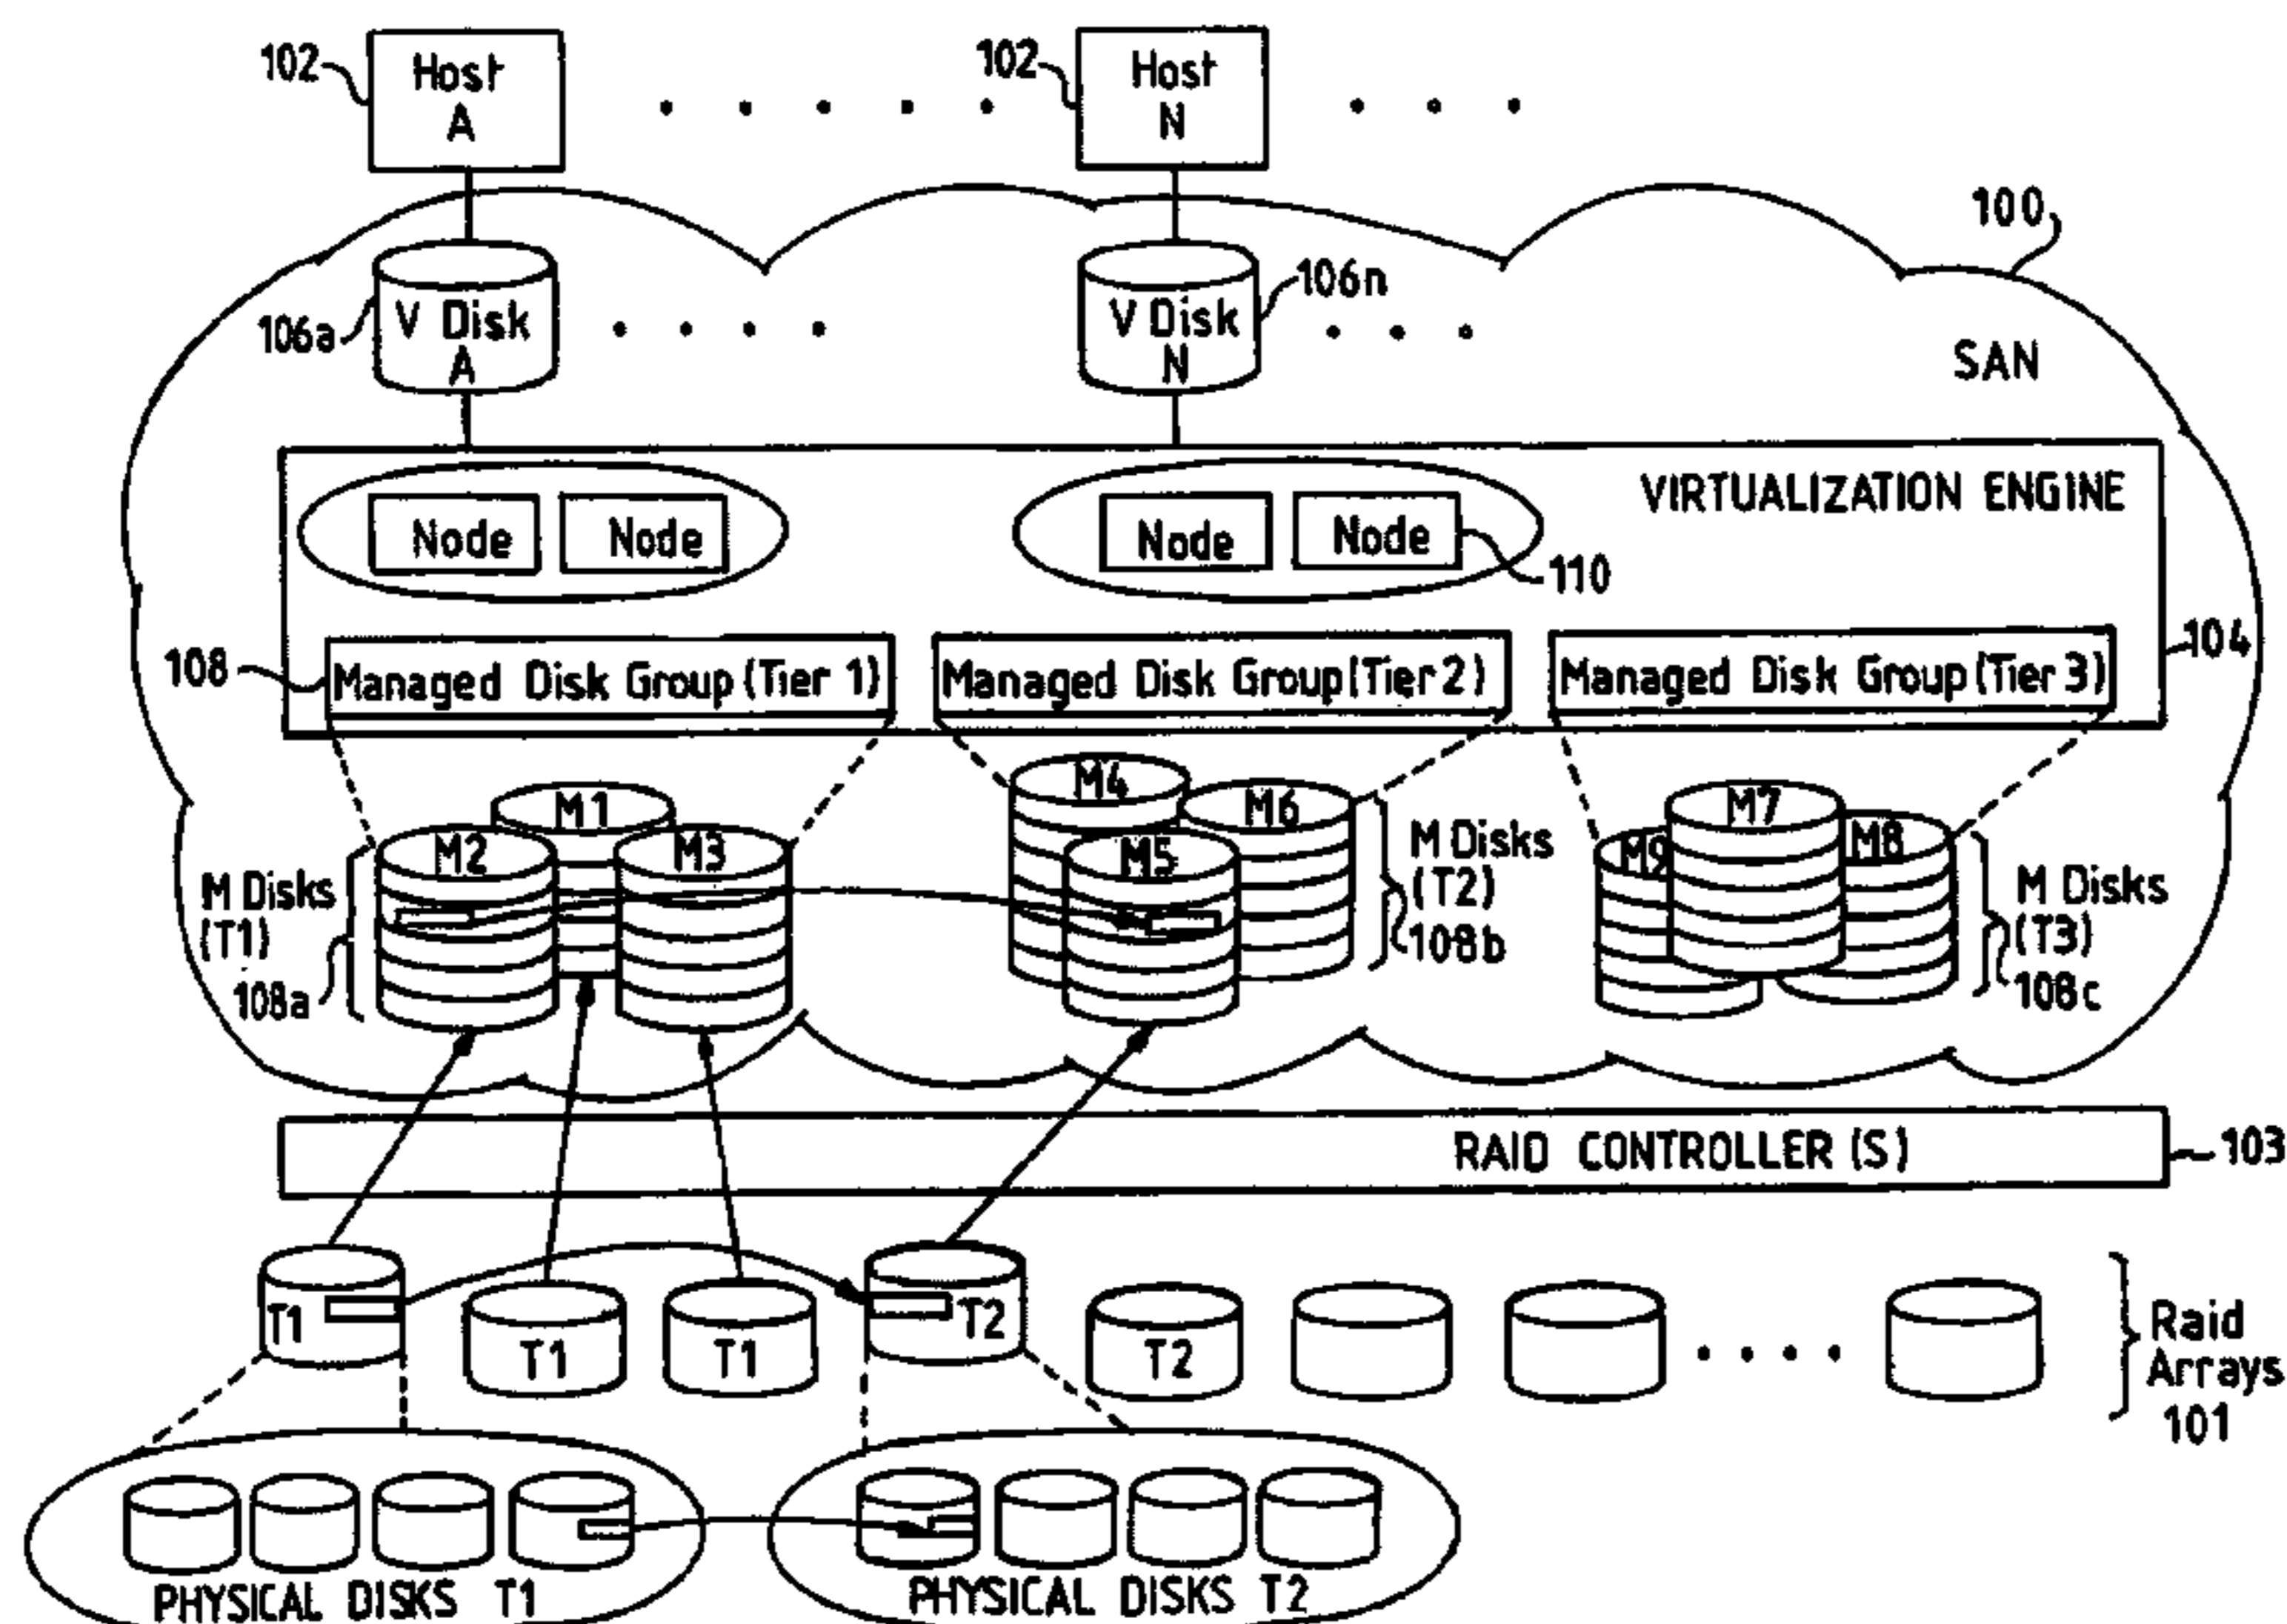 102
Host
A
102
Host
N
100
106a
V Disk
A
V Disk
N
106n
SAN
VIRTUALIZATION ENGINE
Node
Node
Node
Node
110
108
Managed Disk Group (Tier 1)
Managed Disk Group (Tier 2)
Managed Disk Group (Tier 3)
104
M1
M2
M3
M4
M6
M5
M7
M9
M8
M Disks
(T1)
108a
M Disks
(T2)
108b
M Disks
(T3)
108c
RAID CONTROLLER (S)
103
T1
T1
T1
T2
T2
Raid
Arrays
101
PHYSICAL DISKS T1
PHYSICAL DISKS T2